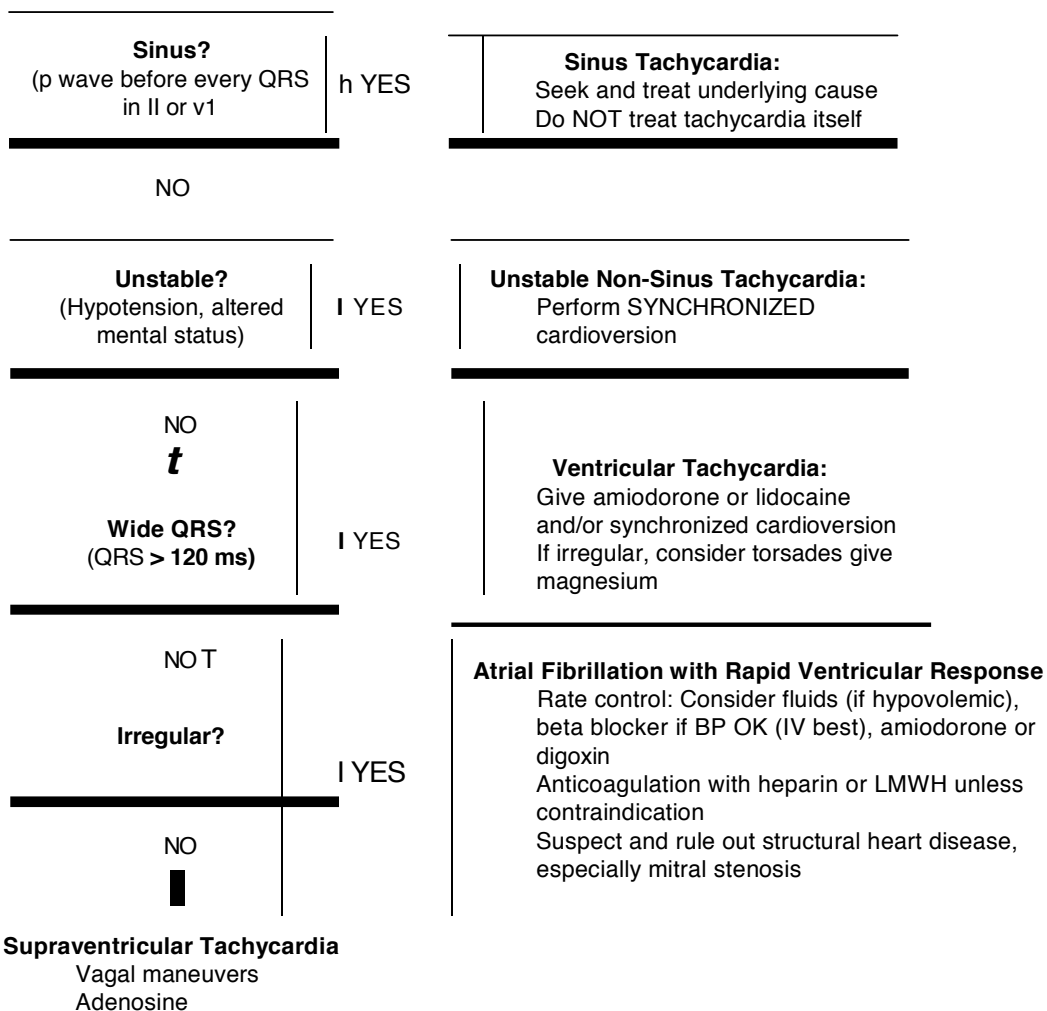 Sinus?
(p wave before every QRS
in II or v1
h YES
Sinus Tachycardia:
Seek and treat underlying cause
Do NOT treat tachycardia itself
NO
Unstable?
(Hypotension, altered
mental status)
I YES
Unstable Non-Sinus Tachycardia:
Perform SYNCHRONIZED
cardioversion
NO
t
Wide QRS?
(QRS > 120 ms)
I YES
Ventricular Tachycardia:
Give amiodorone or lidocaine
and/or synchronized cardioversion
If irregular, consider torsades give
magnesium
NOT
Irregular?
I YES
Atrial Fibrillation with Rapid Ventricular Response
Rate control: Consider fluids (if hypovolemic),
beta blocker if BP OK (IV best), amiodorone or
digoxin
Anticoagulation with heparin or LMWH unless
contraindication
Suspect and rule out structural heart disease,
especially mitral stenosis
NO
Supraventricular Tachycardia
Vagal maneuvers
Adenosine